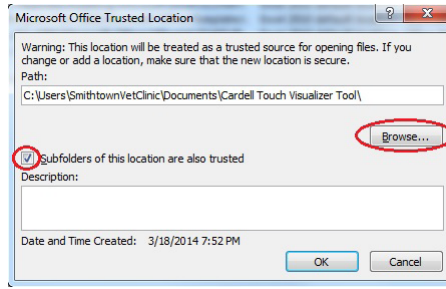 Microsoft Office Trusted Location
Warning: This location will be treated as a trusted source for opening files. If you
change or add a location, make sure that the new location is secure.
Path:
C:\Users\SmithtownVetClinic\Documents\Cardell Touch Visualizer Tool\
Browse...
Subfolders of this location are also trusted
Description:
Date and Time Created: 3/18/2014 7:52 PM
OK Cancel